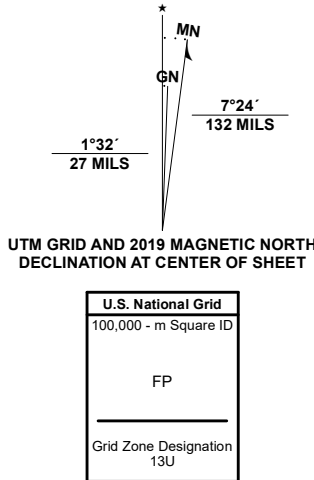 ★
MN
GN
7°24´
132 MILS
1°32´
27 MILS
UTM GRID AND 2019 MAGNETIC NORTH
DECLINATION AT CENTER OF SHEET
U.S. National Grid
100,000 - m Square ID
FP
Grid Zone Designation
13U